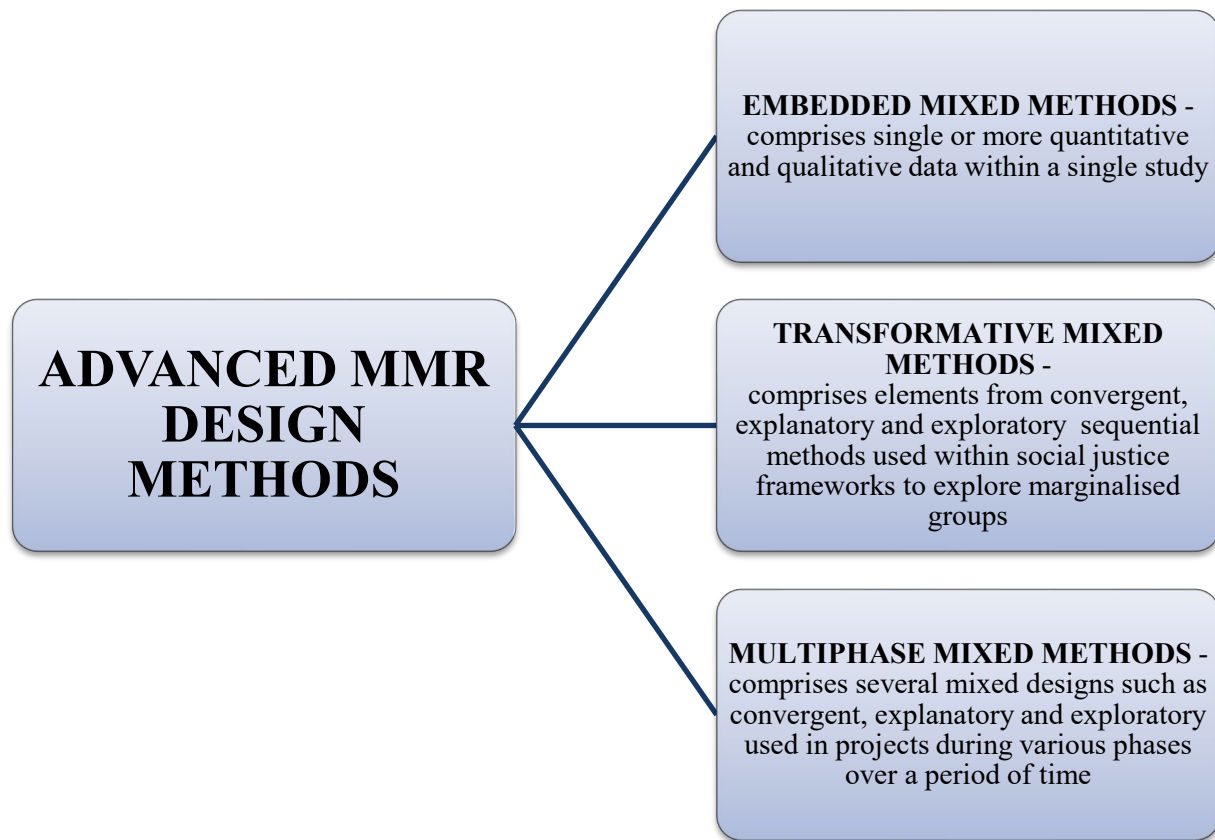 ADVANCED MMR
DESIGN
METHODS
EMBEDDED MIXED METHODS -
comprises single or more quantitative
and qualitative data within a single study
TRANSFORMATIVE MIXED
METHODS -
comprises elements from convergent,
explanatory and exploratory  sequential
methods used within social justice
frameworks to explore marginalised
groups
MULTIPHASE MIXED METHODS -
comprises several mixed designs such as
convergent, explanatory and exploratory
used in projects during various phases
over a period of time